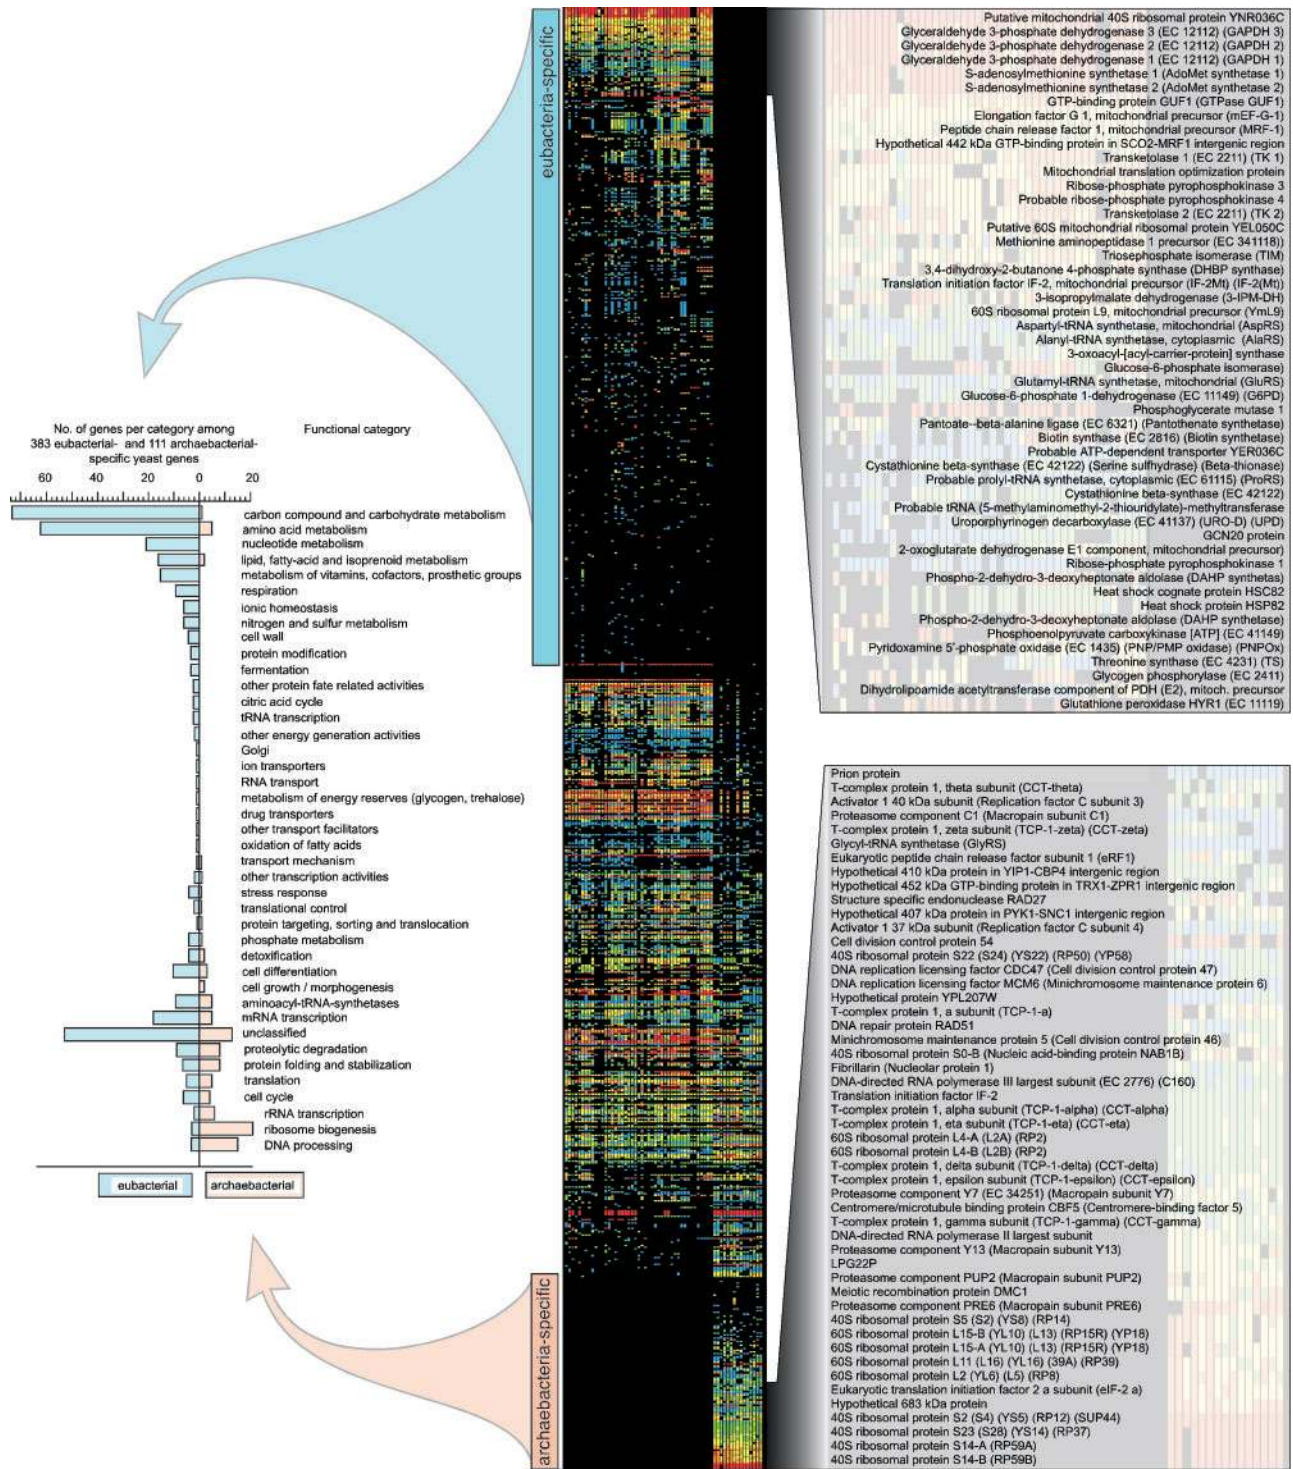 eubacteria-specific
Putative mitochondrial 40S ribosomal protein YNR036C
Glyceraldehyde 3-phosphate dehydrogenase 3 (EC 12112) (GAPDH 3)
Glyceraldehyde 3-phosphate dehydrogenase 2 (EC 12112) (GAPDH 2)
Glyceraldehyde 3-phosphate dehydrogenase 1 (EC 12112) (GAPDH 1)
S-adenosylmethionine synthetase 1 (AdoMet synthetase 1)
S-adenosylmethionine synthetase 2 (AdoMet synthetase 2)
GTP-binding protein GUF1 (GTPase GUF1)
Elongation factor G 1, mitochondrial precursor (mEF-G-1)
Peptide chain release factor 1, mitochondrial precursor (MRF-1)
Hypothetical 442 kDa GTP-binding protein in SCO2-MRF1 intergenic region
Transketolase 1 (EC 2211) (TK 1)
Mitochondrial translation optimization protein
Ribose-phosphate pyrophosphokinase 3
Probable ribose-phosphate pyrophosphokinase 4
Transketolase 2 (EC 2211) (TK 2)
Putative 60S mitochondrial ribosomal protein YEL050C
Methionine aminopeptidase 1 precursor (EC 341118))
Triosephosphate isomerase (TIM)
3,4-dihydroxy-2-butanone 4-phosphate synthase (DHBP synthase)
Translation initiation factor IF-2, mitochondrial precursor (IF-2Mt) (IF-2(Mt))
3-isopropylmalate dehydrogenase (3-IPM-DH)
60S ribosomal protein L9, mitochondrial precursor (YmL9)
Aspartyl-tRNA synthetase, mitochondrial (AspRS)
Alanyl-tRNA synthetase, cytoplasmic (AlaRS)
3-oxoacyl-[acyl-carrier-protein] synthase
Glucose-6-phosphate isomerase)
Glutamyl-tRNA synthetase, mitochondrial (GluRS)
Glucose-6-phosphate 1-dehydrogenase (EC 11149) (G6PD)
Phosphoglycerate mutase 1
Pantoate--beta-alanine ligase (EC 6321) (Pantothenate synthetase)
Biotin synthase (EC 2816) (Biotin synthetase)
Probable ATP-dependent transporter YER036C
Cystathionine beta-synthase (EC 42122) (Serine sulfhydrase) (Beta-thionase)
Probable prolyl-tRNA synthetase, cytoplasmic (EC 61115) (ProRS)
Cystathionine beta-synthase (EC 42122)
Probable tRNA (5-methylaminomethyl-2-thiouridylate)-methyltransferase
Uroporphyrinogen decarboxylase (EC 41137) (URO-D) (UPD)
GCN20 protein
2-oxoglutarate dehydrogenase E1 component, mitochondrial precursor)
Ribose-phosphate pyrophosphokinase 1
Phospho-2-dehydro-3-deoxyheptonate aldolase (DAHP synthetas)
Heat shock cognate protein HSC82
Heat shock protein HSP82
Phospho-2-dehydro-3-deoxyheptonate aldolase (DAHP synthetase)
Phosphoenolpyruvate carboxykinase [ATP] (EC 41149)
Pyridoxamine 5'-phosphate oxidase (EC 1435) (PNP/PMP oxidase) (PNPOx)
Threonine synthase (EC 4231) (TS)
Glycogen phosphorylase (EC 2411)
Dihydrolipoamide acetyltransferase component of PDH (E2), mitoch. precursor
Glutathione peroxidase HYR1 (EC 11119)
No. of genes per category among
383 eubacterial- and 111 archaebacterial-
specific yeast genes
Functional category
60 40 20 0 20
carbon compound and carbohydrate metabolism
amino acid metabolism
nucleotide metabolism
lipid, fatty-acid and isoprenoid metabolism
metabolism of vitamins, cofactors, prosthetic groups
respiration
ionic homeostasis
nitrogen and sulfur metabolism
cell wall
protein modification
fermentation
other protein fate related activities
citric acid cycle
tRNA transcription
other energy generation activities
Golgi
ion transporters
RNA transport
metabolism of energy reserves (glycogen, trehalose)
drug transporters
other transport facilitators
oxidation of fatty acids
transport mechanism
other transcription activities
stress response
translational control
protein targeting, sorting and translocation
phosphate metabolism
detoxification
cell differentiation
cell growth / morphogenesis
aminoacyl-tRNA-synthetases
mRNA transcription
unclassified
proteolytic degradation
protein folding and stabilization
translation
cell cycle
rRNA transcription
ribosome biogenesis
DNA processing
eubacterial
archaebacterial
archaebacteria-specific
Prion protein
T-complex protein 1, theta subunit (CCT-theta)
Activator 1 40 kDa subunit (Replication factor C subunit 3)
Proteasome component C1 (Macropain subunit C1)
T-complex protein 1, zeta subunit (TCP-1-zeta) (CCT-zeta)
Glycyl-tRNA synthetase (GlyRS)
Eukaryotic peptide chain release factor subunit 1 (eRF1)
Hypothetical 410 kDa protein in YIP1-CBP4 intergenic region
Hypothetical 452 kDa GTP-binding protein in TRX1-ZPR1 intergenic region
Structure specific endonuclease RAD27
Hypothetical 407 kDa protein in PYK1-SNC1 intergenic region
Activator 1 37 kDa subunit (Replication factor C subunit 4)
Cell division control protein 54
40S ribosomal protein S22 (S24) (YS22) (RP50) (YP58)
DNA replication licensing factor CDC47 (Cell division control protein 47)
DNA replication licensing factor MCM6 (Minichromosome maintenance protein 6)
Hypothetical protein YPL207W
T-complex protein 1, a subunit (TCP-1-a)
DNA repair protein RAD51
Minichromosome maintenance protein 5 (Cell division control protein 46)
40S ribosomal protein S0-B (Nucleic acid-binding protein NAB1B)
Fibrillarin (Nucleolar protein 1)
DNA-directed RNA polymerase III largest subunit (EC 2776) (C160)
Translation initiation factor IF-2
T-complex protein 1, alpha subunit (TCP-1-alpha) (CCT-alpha)
T-complex protein 1, eta subunit (TCP-1-eta) (CCT-eta)
60S ribosomal protein L4-A (L2A) (RP2)
60S ribosomal protein L4-B (L2B) (RP2)
T-complex protein 1, delta subunit (TCP-1-delta) (CCT-delta)
T-complex protein 1, epsilon subunit (TCP-1-epsilon) (CCT-epsilon)
Proteasome component Y7 (EC 34251) (Macropain subunit Y7)
Centromere/microtubule binding protein CBF5 (Centromere-binding factor 5)
T-complex protein 1, gamma subunit (TCP-1-gamma) (CCT-gamma)
DNA-directed RNA polymerase II largest subunit
Proteasome component Y13 (Macropain subunit Y13)
LPG22P
Proteasome component PUP2 (Macropain subunit PUP2)
Meiotic recombination protein DMC1
Proteasome component PRE6 (Macropain subunit PRE6)
40S ribosomal protein S5 (S2) (YS8) (RP14)
60S ribosomal protein L15-B (YL10) (L13) (RP15R) (YP18)
60S ribosomal protein L15-A (YL10) (L13) (RP15R) (YP18)
60S ribosomal protein L11 (L16) (YL16) (39A) (RP39)
60S ribosomal protein L2 (YL6) (L5) (RP8)
Eukaryotic translation initiation factor 2 a subunit (eIF-2 a)
Hypothetical 683 kDa protein
40S ribosomal protein S2 (S4) (YS5) (RP12) (SUP44)
40S ribosomal protein S23 (S28) (YS14) (RP37)
40S ribosomal protein S14-A (RP59A)
40S ribosomal protein S14-B (RP59B)